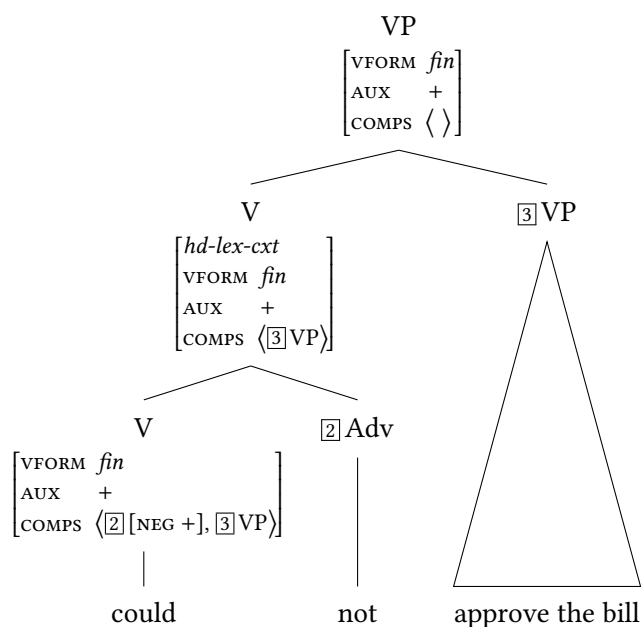 VP
[VFORM fin
AUX +
COMPS ⟨ ⟩]
V
[hd-lex-cxt
VFORM fin
AUX +
COMPS ⟨[3]VP⟩]
[3]VP
V
[VFORM fin
AUX +
COMPS ⟨[2][NEG +], [3]VP⟩]
[2]Adv
could not approve the bill